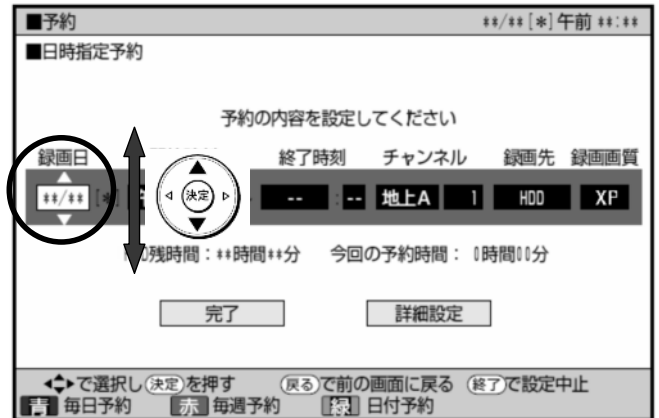 ■予約 **/** [*] 午前 **:**
■日時指定予約
予約の内容を設定してください
録画日 終了時刻 チャンネル 録画先 録画画質
**/** [*] 決定 -- : -- 地上A 1 HDD XP
残時間：**時間**分 今回の予約時間： 0時間00分
完了 詳細設定
で選択し 決定 を押す 戻る で前の画面に戻る 終了 で設定中止
青 毎日予約 赤 毎週予約 緑 日付予約